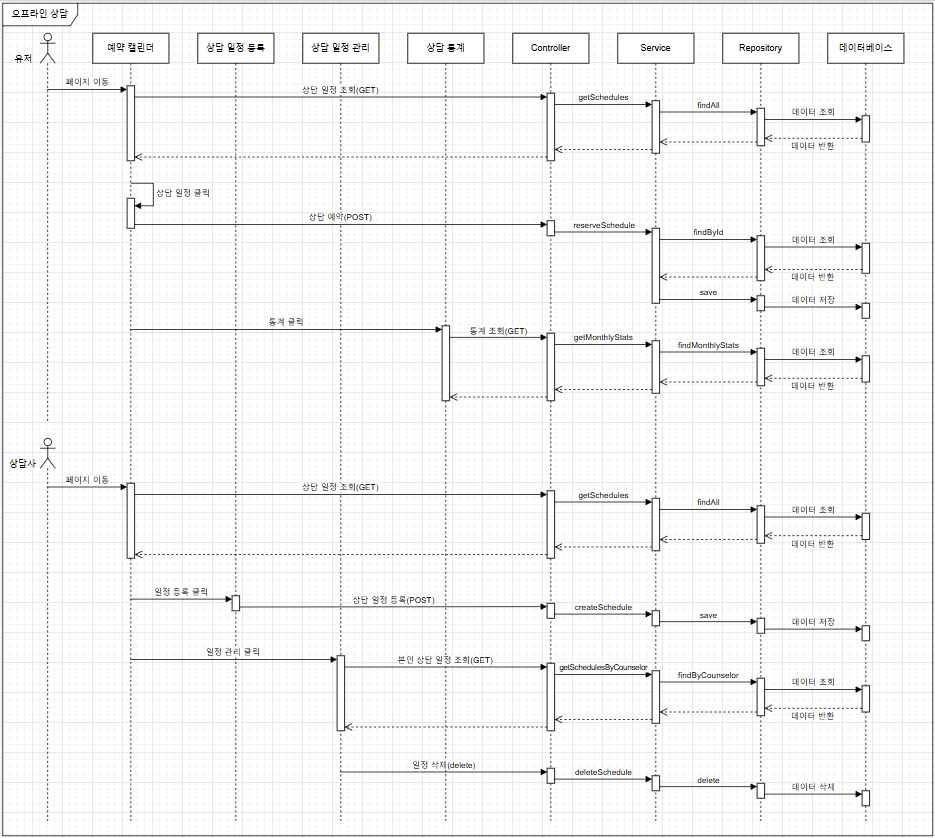 오프라인 상담
유저
예약 캘린더
상담 일정 등록
상담 일정 관리
상담 통계
Controller
Service
Repository
데이터베이스
페이지 이동
상담 일정 조회(GET)
getSchedules
findAll
데이터 조회
데이터 반환
상담 일정 클릭
상담 예약(POST)
reserveSchedule
findById
데이터 조회
데이터 반환
save
데이터 저장
통계 클릭
통계 조회(GET)
getMonthlyStats
findMonthlyStats
데이터 조회
데이터 반환
상담사
페이지 이동
상담 일정 조회(GET)
getSchedules
findAll
데이터 조회
데이터 반환
일정 등록 클릭
상담 일정 등록(POST)
createSchedule
save
데이터 저장
일정 관리 클릭
본인 상담 일정 조회(GET)
getSchedulesByCounselor
findByCounselor
데이터 조회
데이터 반환
일정 삭제(delete)
deleteSchedule
delete
데이터 삭제